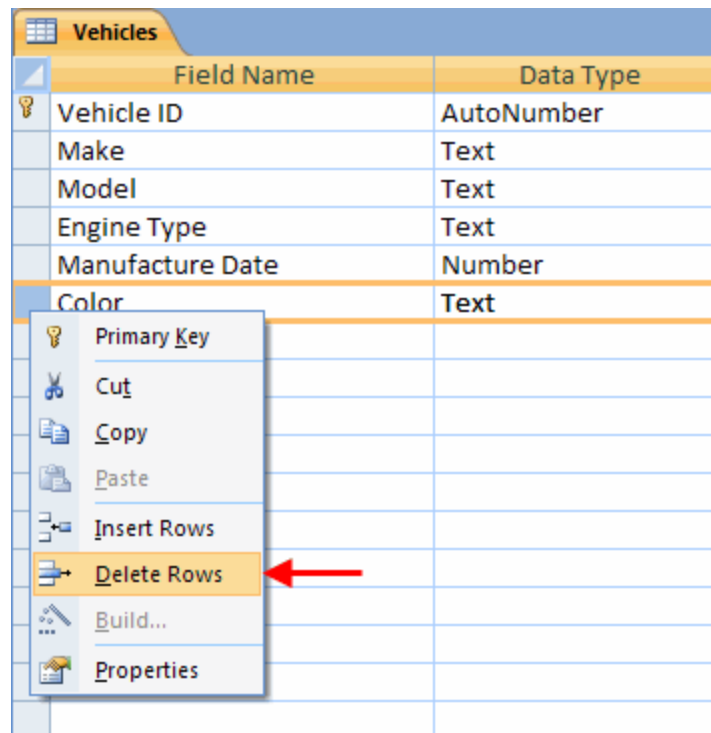 Vehicles
Field Name Data Type
Vehicle ID AutoNumber
Make Text
Model Text
Engine Type Text
Manufacture Date Number
Color Text
Primary Key
Cut
Copy
Paste
Insert Rows
Delete Rows
Build...
Properties